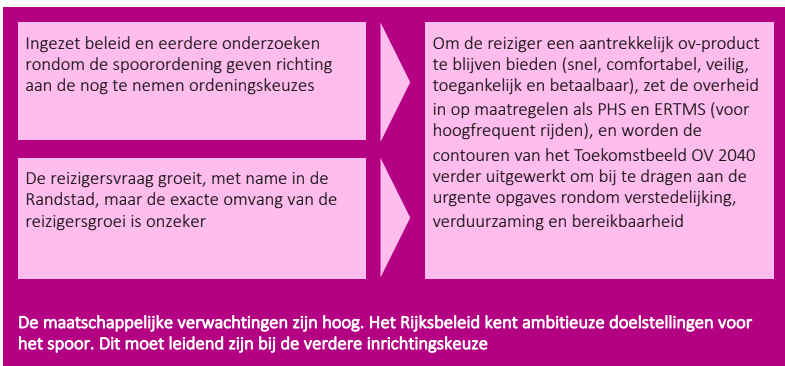 Ingezet beleid en eerdere onderzoeken
rondom de spoorordening geven richting
aan de nog te nemen ordeningskeuzes
De reizigersvraag groeit, met name in de
Randstad, maar de exacte omvang van de
reizigersgroei is onzeker
Om de reiziger een aantrekkelijk ov-product
te blijven bieden (snel, comfortabel, veilig,
toegankelijk en betaalbaar), zet de overheid
in op maatregelen als PHS en ERTMS (voor
hoogfrequent rijden), en worden de
contouren van het Toekomstbeeld OV 2040
verder uitgewerkt om bij te dragen aan de
urgente opgaves rondom verstedelijking,
verduurzaming en bereikbaarheid
De maatschappelijke verwachtingen zijn hoog. Het Rijksbeleid kent ambitieuze doelstellingen voor
het spoor. Dit moet leidend zijn bij de verdere inrichtingskeuze